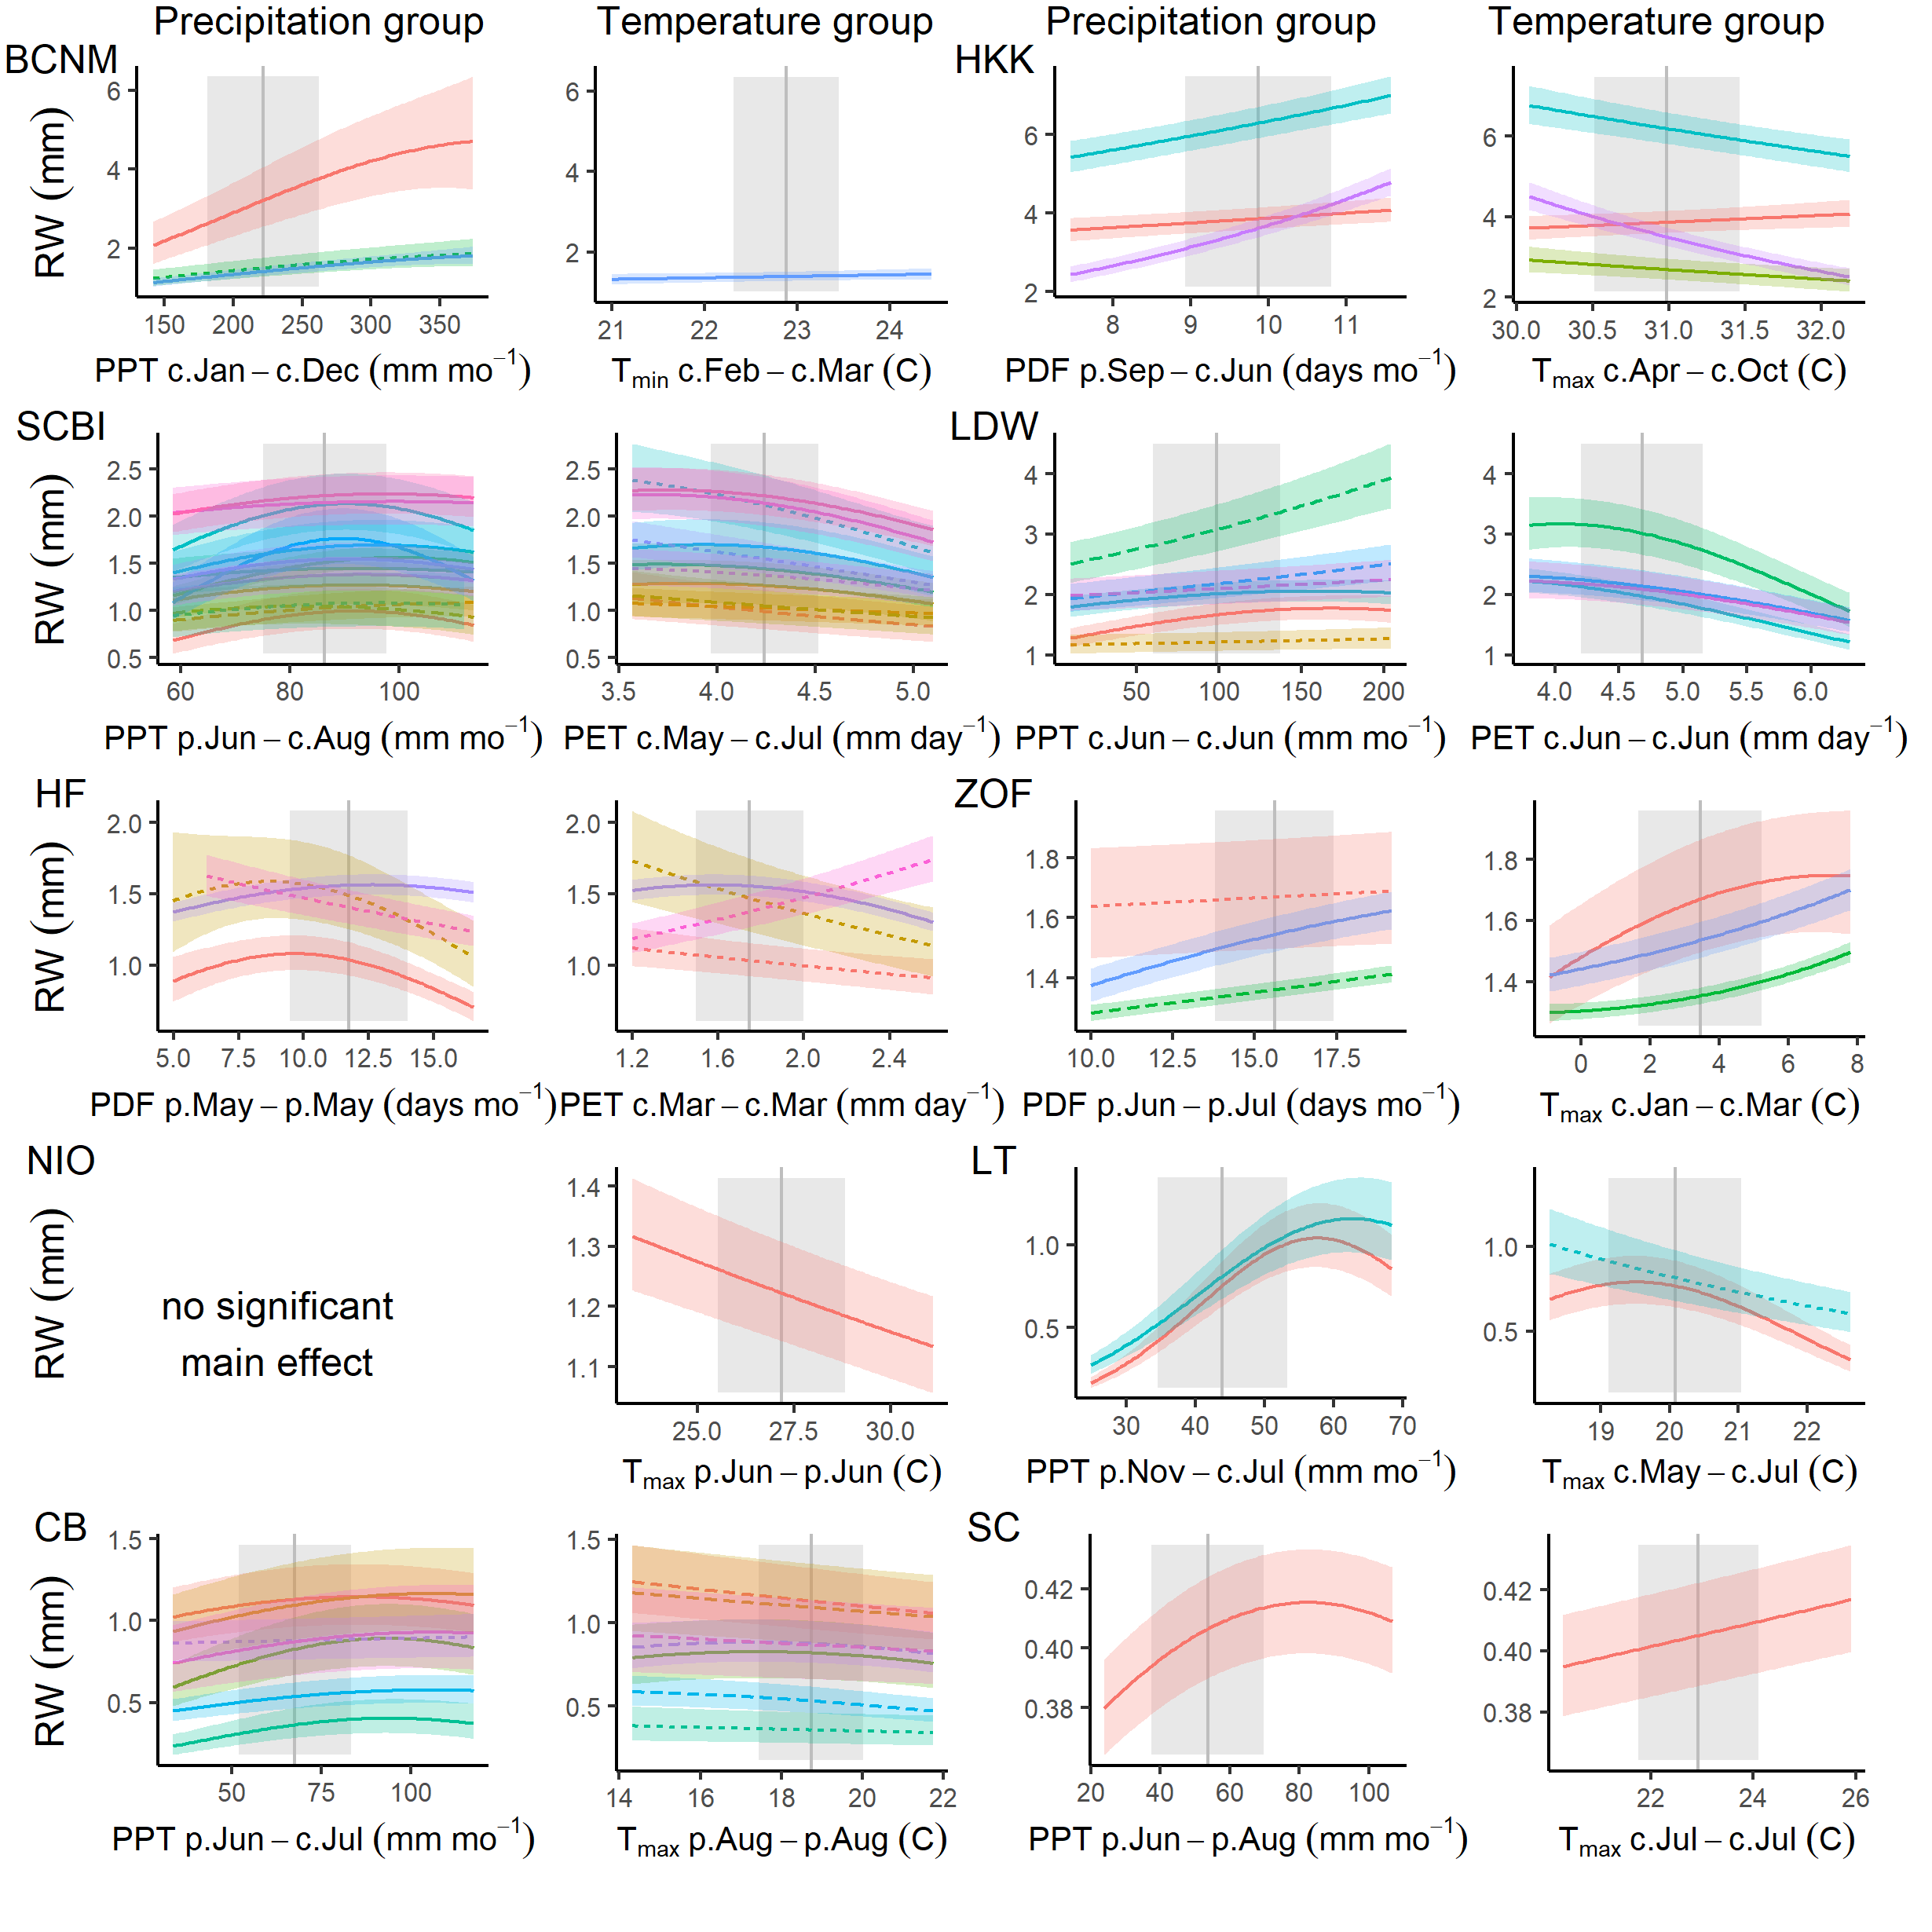 Precipitation group Temperature group Precipitation group Temperature group
BCNM HKK
RW (mm)
6 4 2
6 4 2
6 4 2
6 4 2
150 200 250 300 350
21 22 23 24
8 9 10 11
30.0 30.5 31.0 31.5 32.0
PPT c.Jan – c.Dec (mm mo⁻¹)
Tmin c.Feb – c.Mar (C)
PDF p.Sep – c.Jun (days mo⁻¹)
Tmax c.Apr – c.Oct (C)
SCBI LDW
RW (mm)
2.5 2.0 1.5 1.0 0.5
2.5 2.0 1.5 1.0 0.5
4 3 2 1
4 3 2 1
60 80 100
3.5 4.0 4.5 5.0
50 100 150 200
4.0 4.5 5.0 5.5 6.0
PPT p.Jun – c.Aug (mm mo⁻¹)
PET c.May – c.Jul (mm day⁻¹)
PPT c.Jun – c.Jun (mm mo⁻¹)
PET c.Jun – c.Jun (mm day⁻¹)
HF ZOF
RW (mm)
2.0 1.5 1.0
2.0 1.5 1.0
1.8 1.6 1.4
1.8 1.6 1.4
5.0 7.5 10.0 12.5 15.0
1.2 1.6 2.0 2.4
10.0 12.5 15.0 17.5
0 2 4 6 8
PDF p.May – p.May (days mo⁻¹)
PET c.Mar – c.Mar (mm day⁻¹)
PDF p.Jun – p.Jul (days mo⁻¹)
Tmax c.Jan – c.Mar (C)
NIO LT
RW (mm)
no significant
main effect
1.4 1.3 1.2 1.1
1.0 0.5
1.0 0.5
25.0 27.5 30.0
30 40 50 60 70
19 20 21 22
Tmax p.Jun – p.Jun (C)
PPT p.Nov – c.Jul (mm mo⁻¹)
Tmax c.May – c.Jul (C)
CB SC
RW (mm)
1.5 1.0 0.5
1.5 1.0 0.5
0.42 0.40 0.38
0.42 0.40 0.38
50 75 100
14 16 18 20 22
20 40 60 80 100
22 24 26
PPT p.Jun – c.Jul (mm mo⁻¹)
Tmax p.Aug – p.Aug (C)
PPT p.Jun – p.Aug (mm mo⁻¹)
Tmax c.Jul – c.Jul (C)